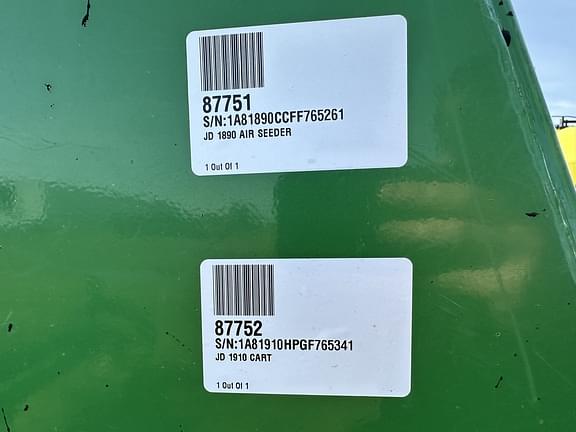 87751
S/N:1A81890CCFF765261
JD 1890 AIR SEEDER
1 Out Of 1
87752
S/N:1A81910HPGF765341
JD 1910 CART
1 Out Of 1